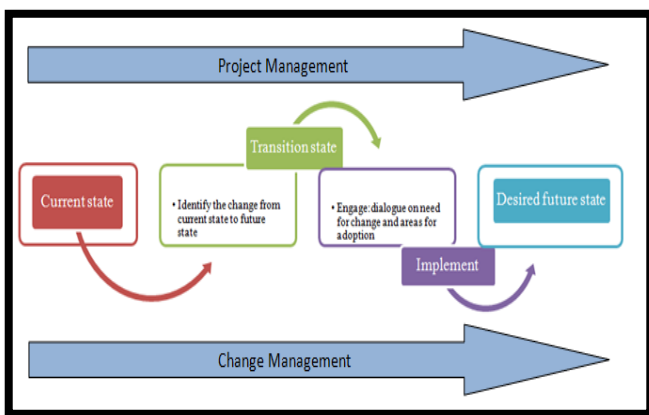 Project Management
Transition state
Current state
• Identify the change from
current state to future
state
• Engage: dialogue on need
for change and areas for
adoption
Implement
Desired future state
Change Management